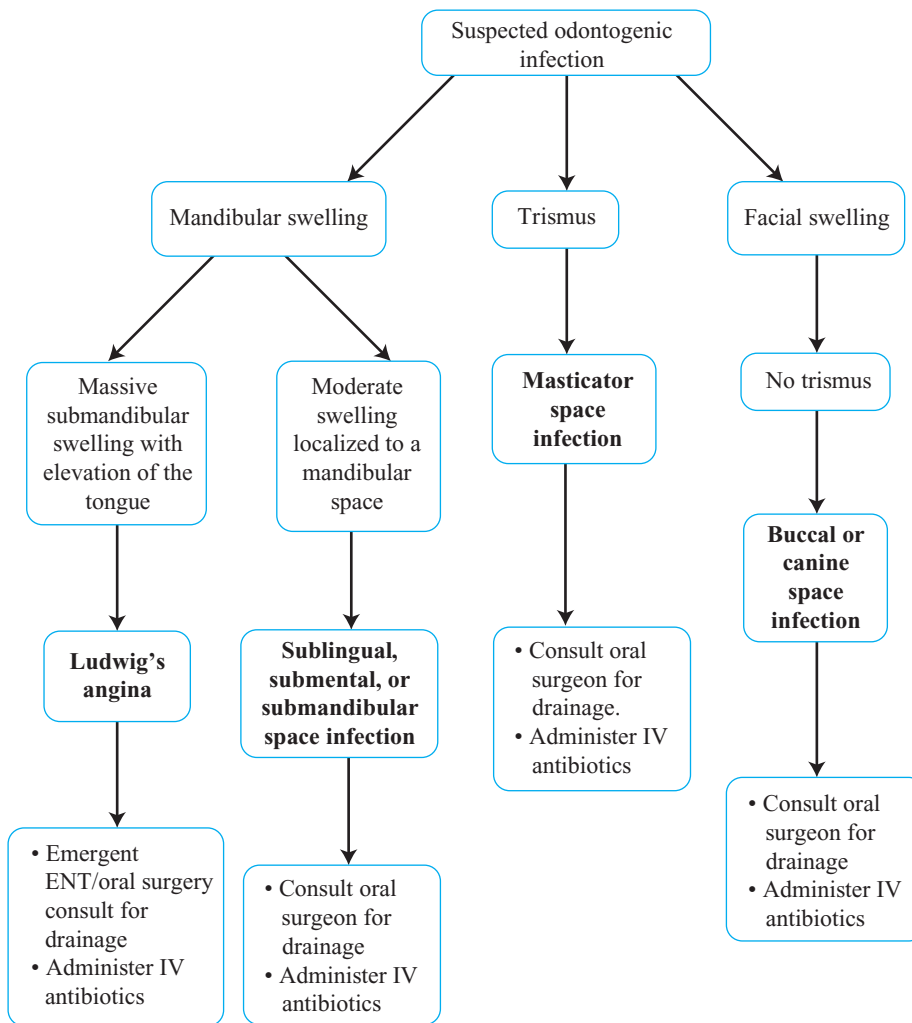 Suspected odontogenic
infection
Mandibular swelling
Trismus
Facial swelling
Massive
submandibular
swelling with
elevation of the
tongue
Moderate
swelling
localized to a
mandibular
space
Masticator
space
infection
No trismus
Ludwig’s
angina
Sublingual,
submental, or
submandibular
space infection
• Consult oral
surgeon for
drainage.
• Administer IV
antibiotics
Buccal or
canine
space
infection
• Emergent
ENT/oral surgery
consult for
drainage
• Administer IV
antibiotics
• Consult oral
surgeon for
drainage
• Administer IV
antibiotics
• Consult oral
surgeon for
drainage
• Administer IV
antibiotics